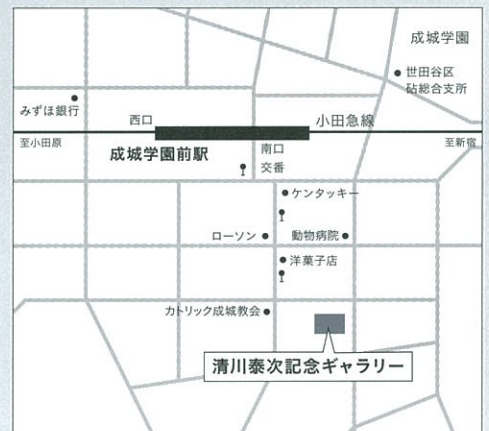 成城学園
世田谷区
砧総合支所
みずほ銀行
西口
小田急線
至小田原
成城学園前駅
南口
交番
至新宿
ケンタッキー
ローソン
動物病院
洋菓子店
カトリック成城教会
清川泰次記念ギャラリー